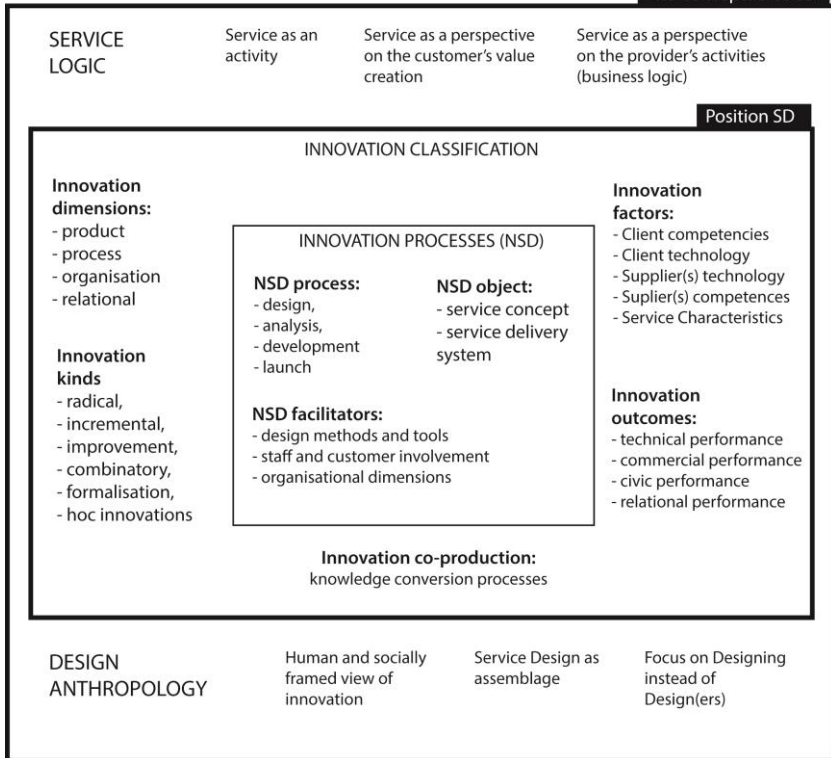 SERVICE
LOGIC
Service as an
activity
Service as a perspective
on the customer's value
creation
Service as a perspective
on the provider's activities
(business logic)
Position SD
INNOVATION CLASSIFICATION
Innovation
dimensions:
- product
- process
- organisation
- relational
Innovation
kinds
- radical,
- incremental,
- improvement,
- combinatory,
- formalisation,
- hoc innovations
INNOVATION PROCESSES (NSD)
NSD process:
- design,
- analysis,
- development
- launch
NSD object:
- service concept
- service delivery
system
NSD facilitators:
- design methods and tools
- staff and customer involvement
- organisational dimensions
Innovation
factors:
- Client competencies
- Client technology
- Supplier(s) technology
- Suplier(s) competences
- Service Characteristics
Innovation
outcomes:
- technical performance
- commercial performance
- civic performance
- relational performance
Innovation co-production:
knowledge conversion processes
DESIGN
ANTHROPOLOGY
Human and socially
framed view of
innovation
Service Design as
assemblage
Focus on Designing
instead of
Design(ers)